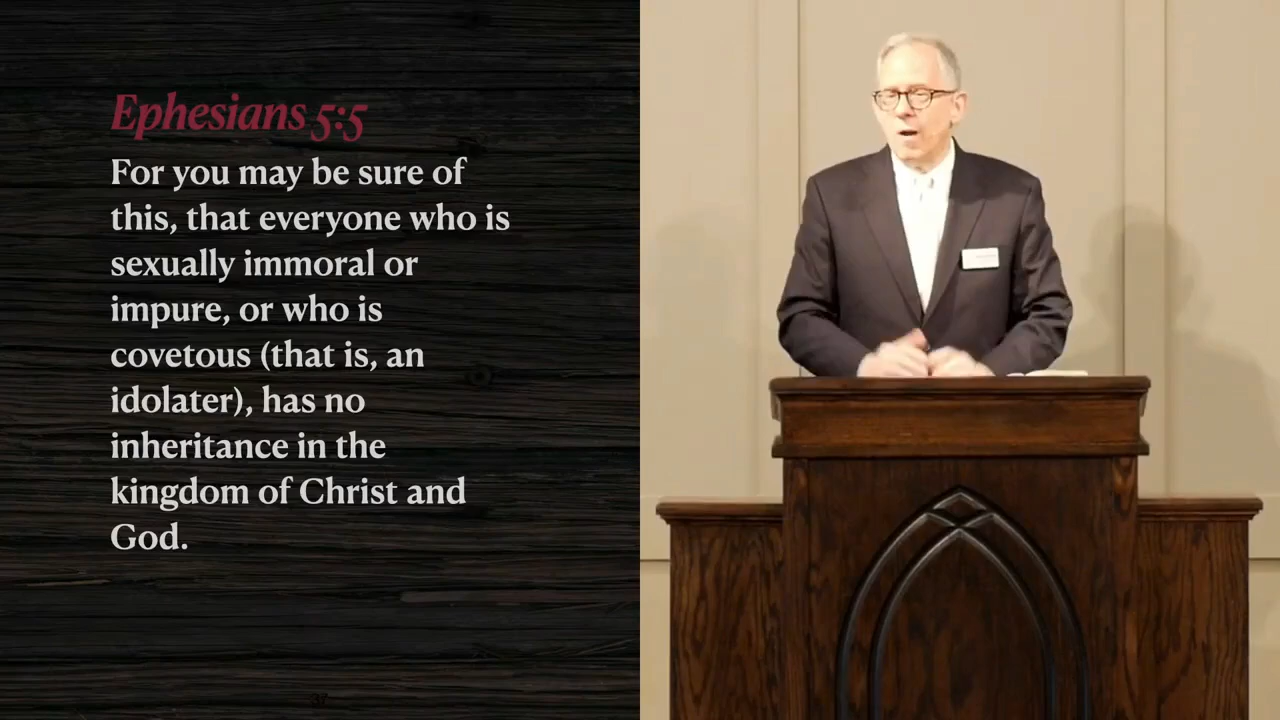 Ephesians 5:5
For you may be sure of
this, that everyone who is
sexually immoral or
impure, or who is
covetous (that is, an
idolater), has no
inheritance in the
kingdom of Christ and
God.
37